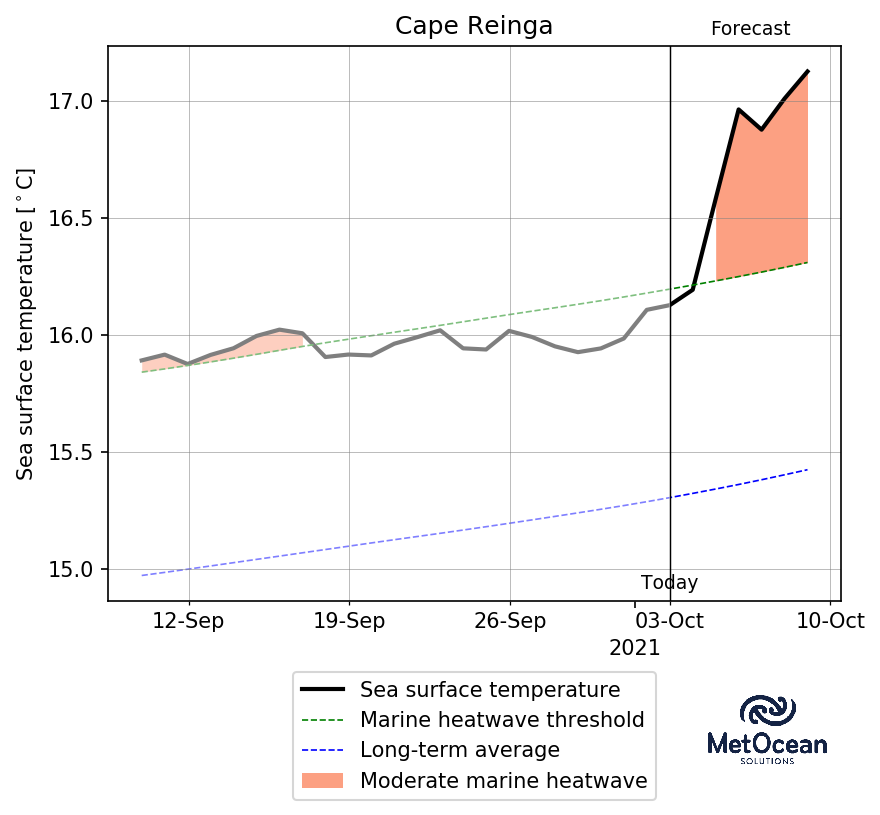 Cape Reinga
Forecast
Sea surface temperature [°C]
17.0
16.5
16.0
15.5
15.0
Today
12-Sep 19-Sep 26-Sep 03-Oct 10-Oct
2021
Sea surface temperature
Marine heatwave threshold
Long-term average
Moderate marine heatwave
MetOcean
SOLUTIONS